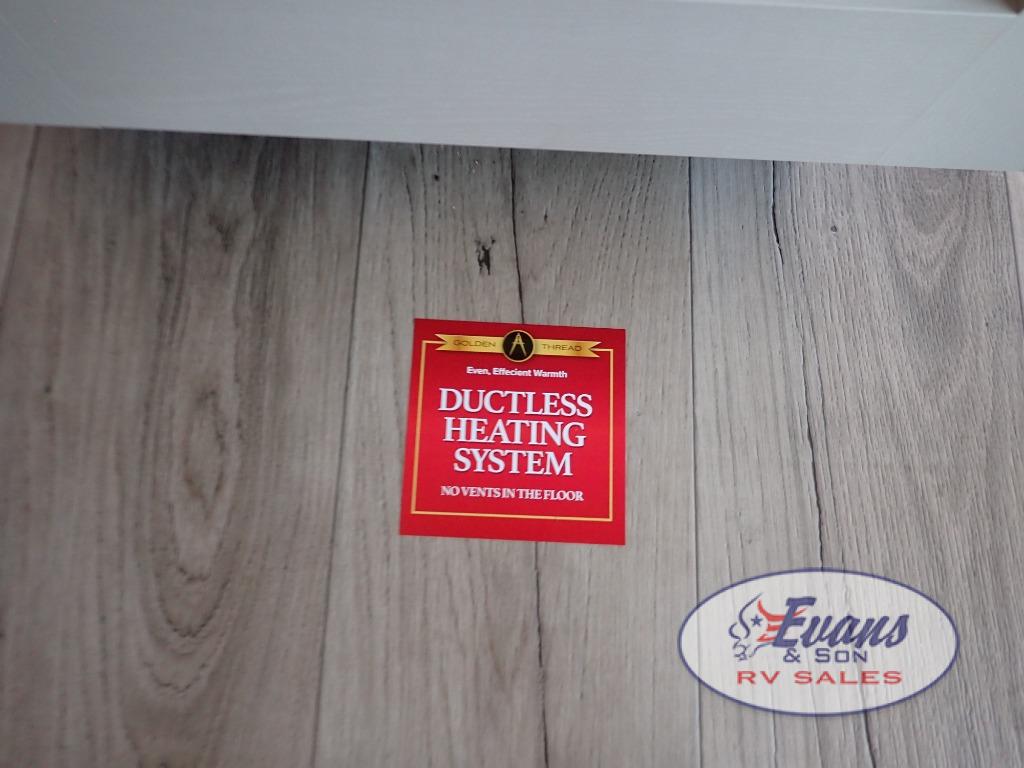 GOLDEN THREAD
Even, Effecient Warmth
DUCTLESS
HEATING
SYSTEM
NO VENTS IN THE FLOOR
Evans
& SON
RV SALES